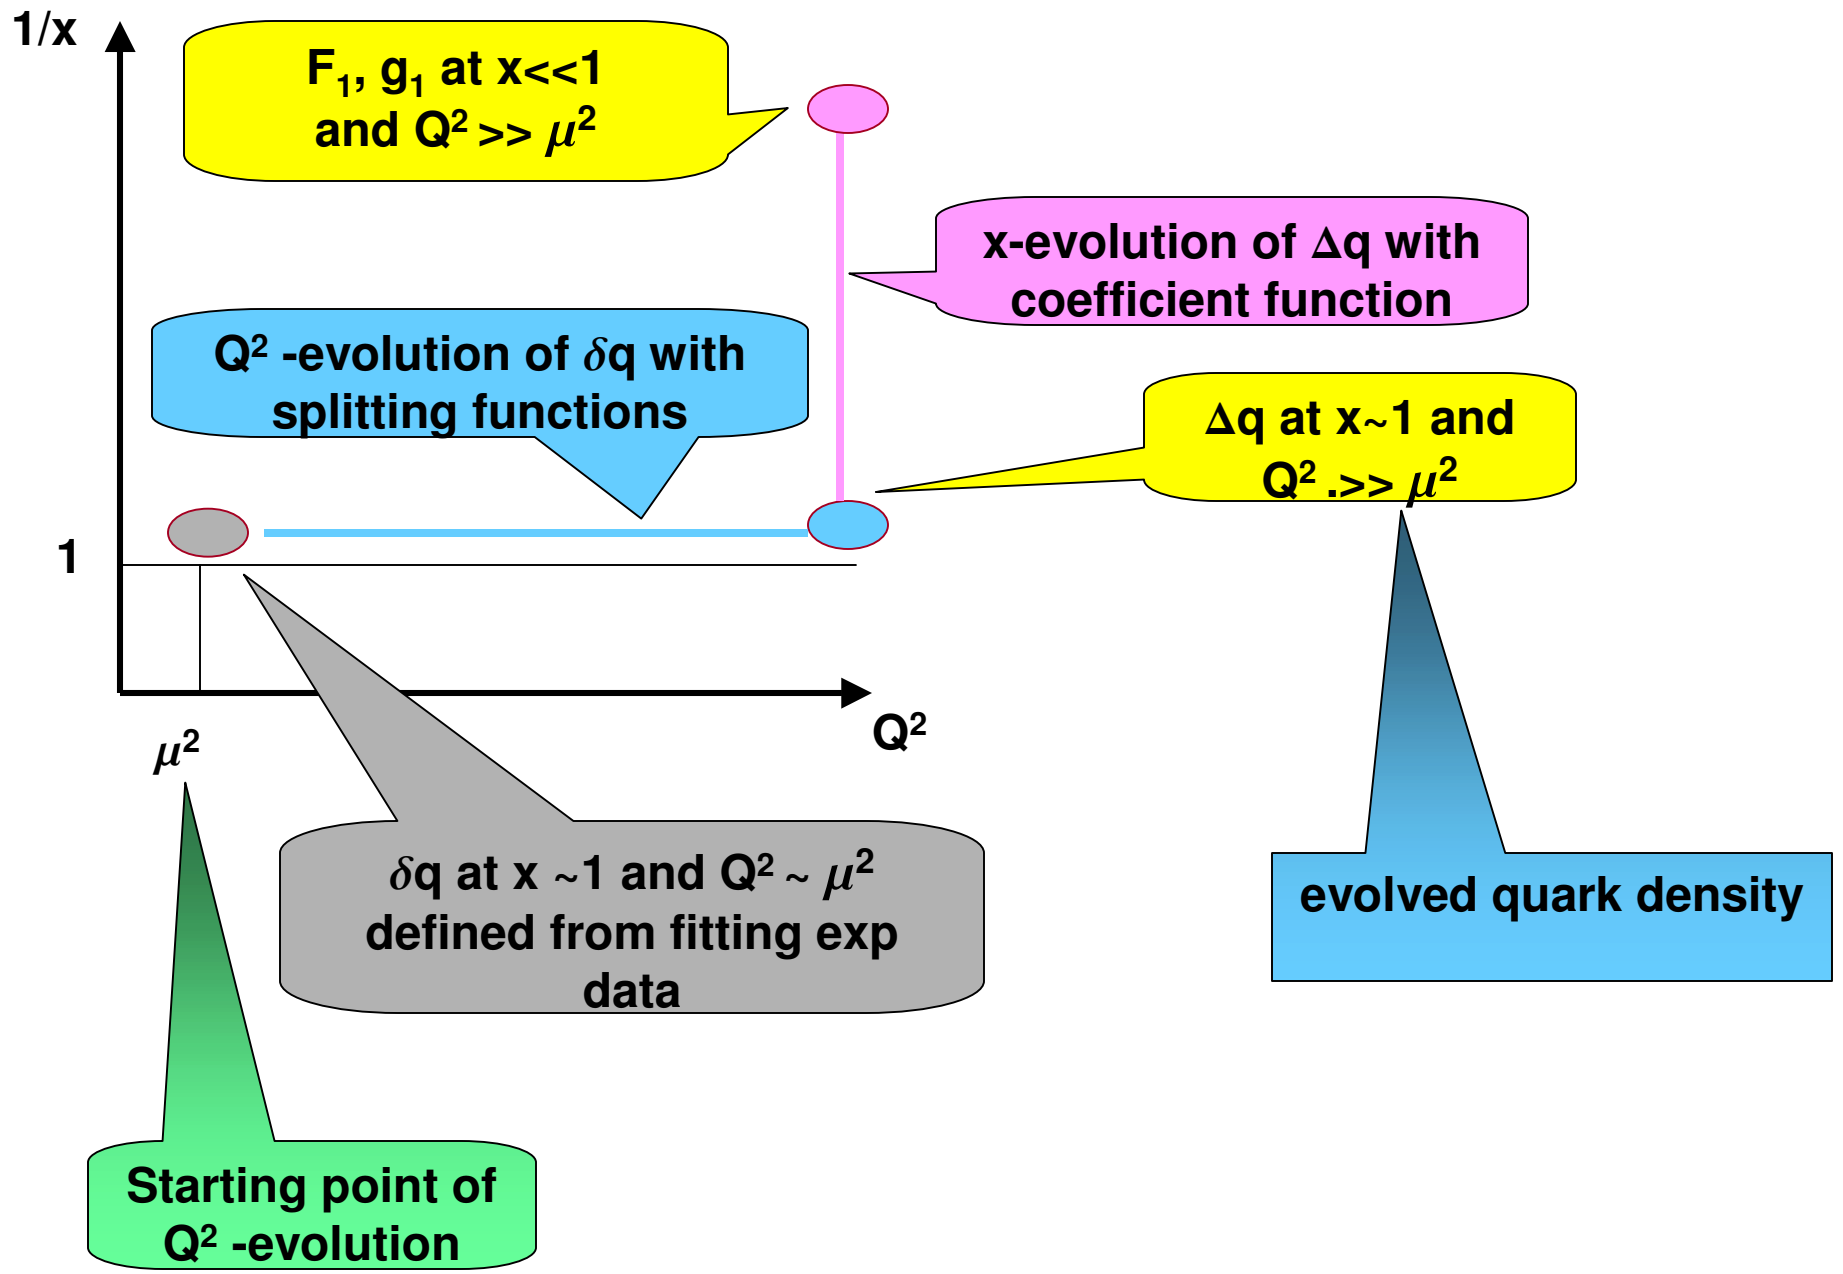 1/x
F₁, g₁ at x<<1
and Q² >> μ²
x-evolution of Δq with
coefficient function
Q² -evolution of δq with
splitting functions
Δq at x~1 and
Q² .>> μ²
1
Q²
μ²
δq at x ~1 and Q² ~ μ²
defined from fitting exp
data
evolved quark density
Starting point of
Q² -evolution